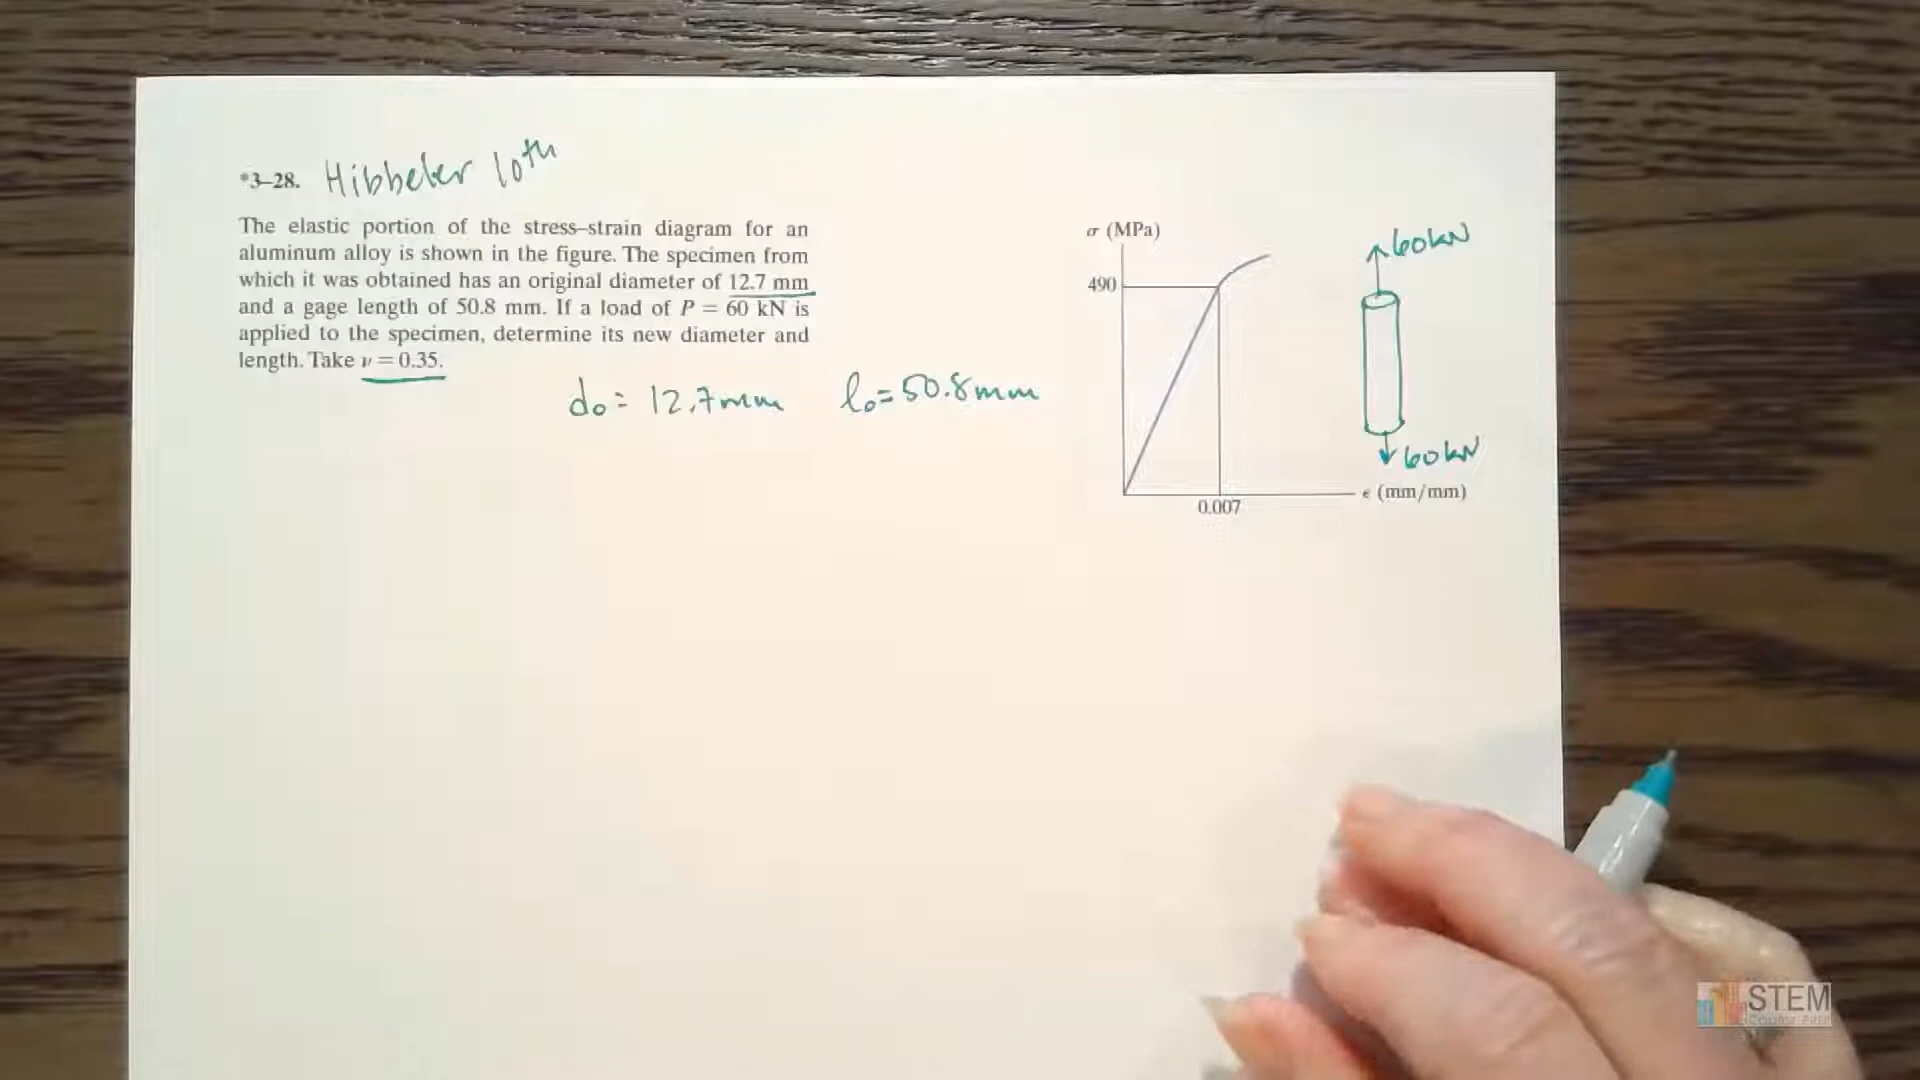 *3–28. Hibbeler 10th
The elastic portion of the stress–strain diagram for an
aluminum alloy is shown in the figure. The specimen from
which it was obtained has an original diameter of 12.7 mm
and a gage length of 50.8 mm. If a load of P = 60 kN is
applied to the specimen, determine its new diameter and
length. Take ν = 0.35.
d₀ = 12.7mm l₀ = 50.8mm
σ (MPa)
490
0.007
ϵ (mm/mm)
60kN
60kN
STEM
COURSE PREP